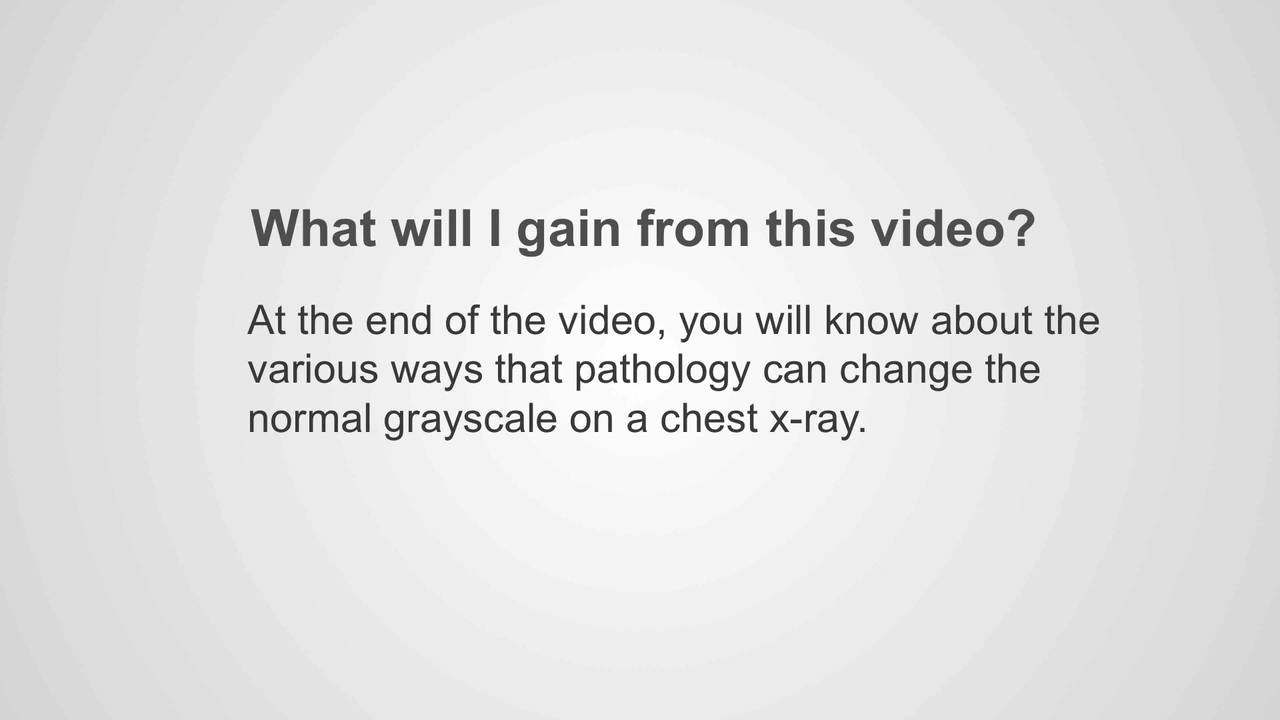 What will I gain from this video?
At the end of the video, you will know about the
various ways that pathology can change the
normal grayscale on a chest x-ray.